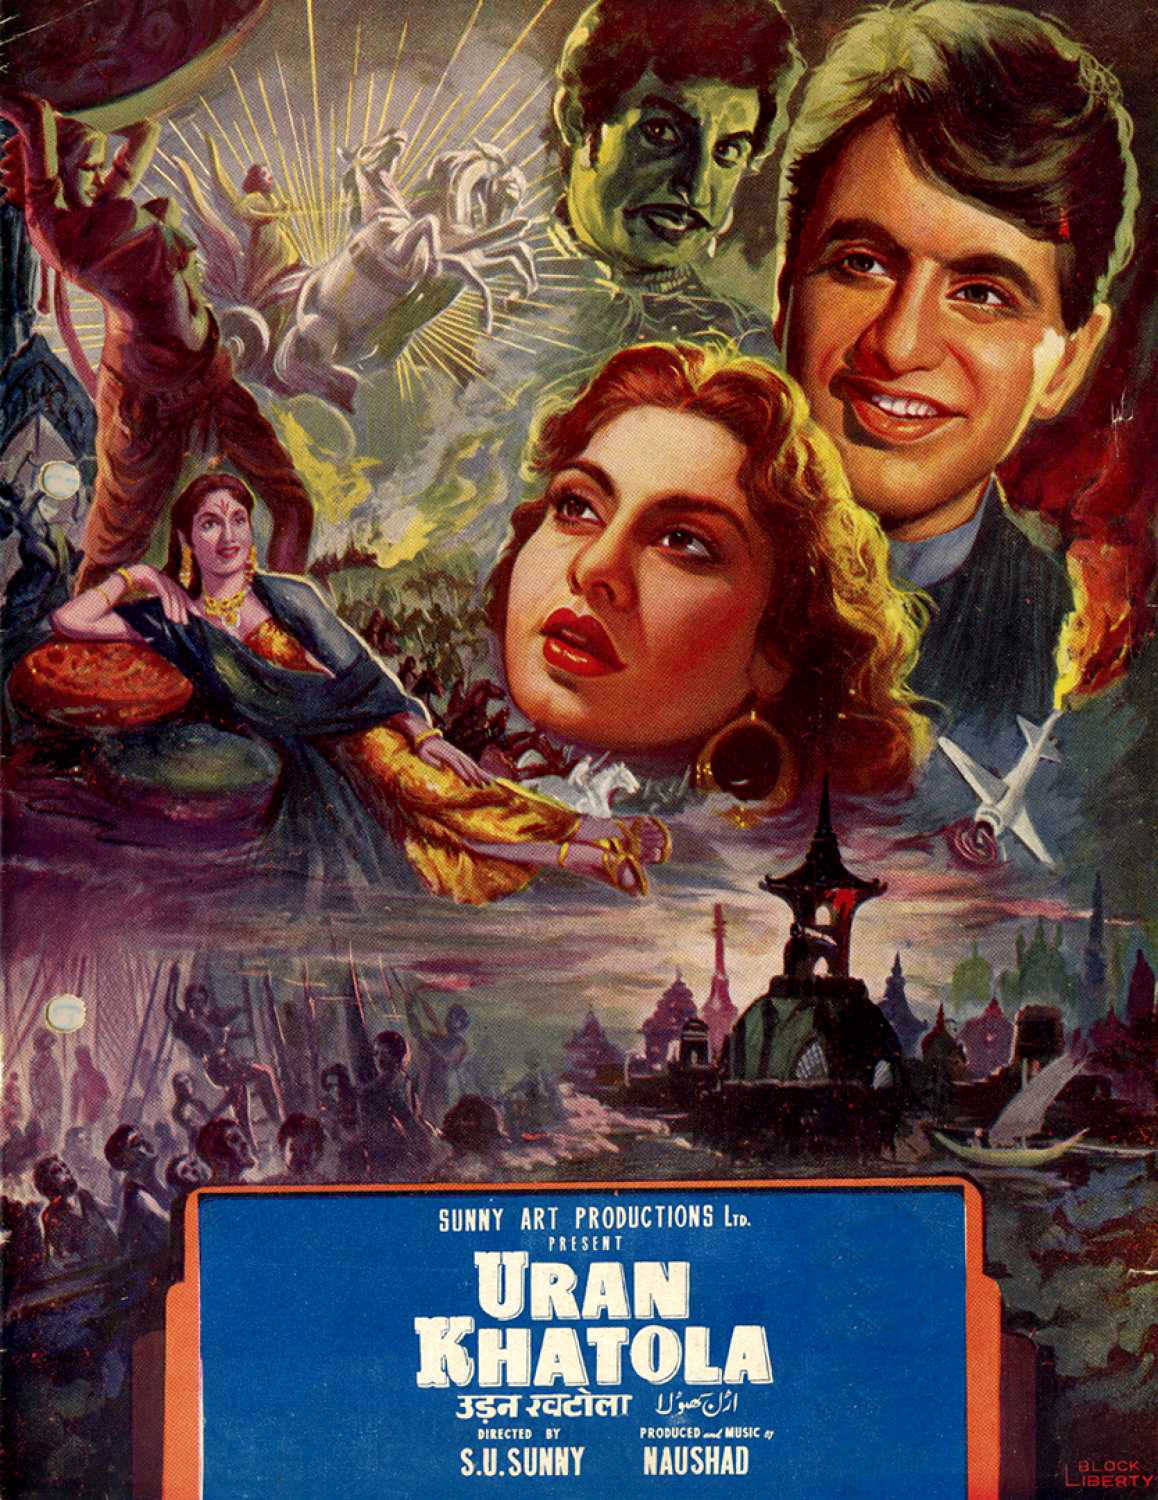 SUNNY ART PRODUCTIONS LTD.
PRESENT
URAN
KHATOLA
उड़न खटोला اڑن کھٹولا
DIRECTED BY PRODUCED and MUSIC by
S.U.SUNNY NAUSHAD
BLOCK
LIBERTY